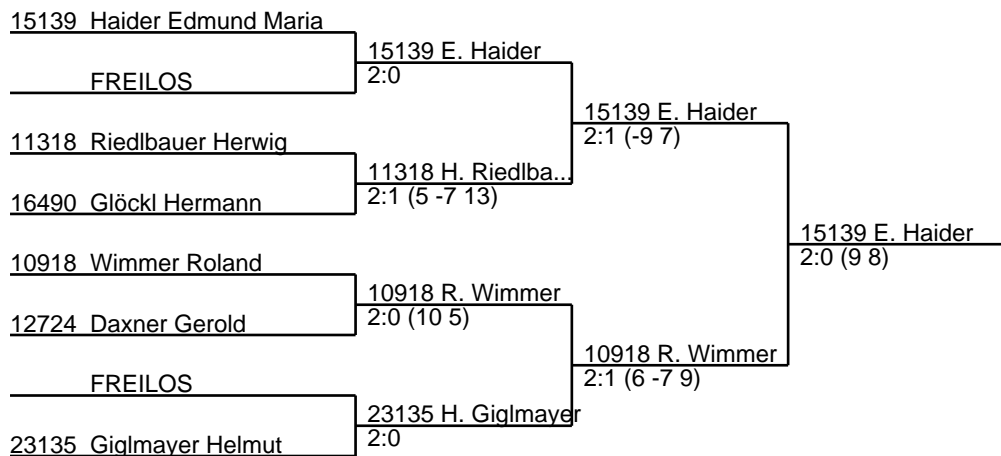 15139 Haider Edmund Maria
FREILOS
11318 Riedlbauer Herwig
16490 Glöckl Hermann
10918 Wimmer Roland
12724 Daxner Gerold
FREILOS
23135 Giglmayer Helmut
15139 E. Haider
2:0
11318 H. Riedlba...
2:1 (5 -7 13)
10918 R. Wimmer
2:0 (10 5)
23135 H. Giglmayer
2:0
15139 E. Haider
2:1 (-9 7)
10918 R. Wimmer
2:1 (6 -7 9)
15139 E. Haider
2:0 (9 8)